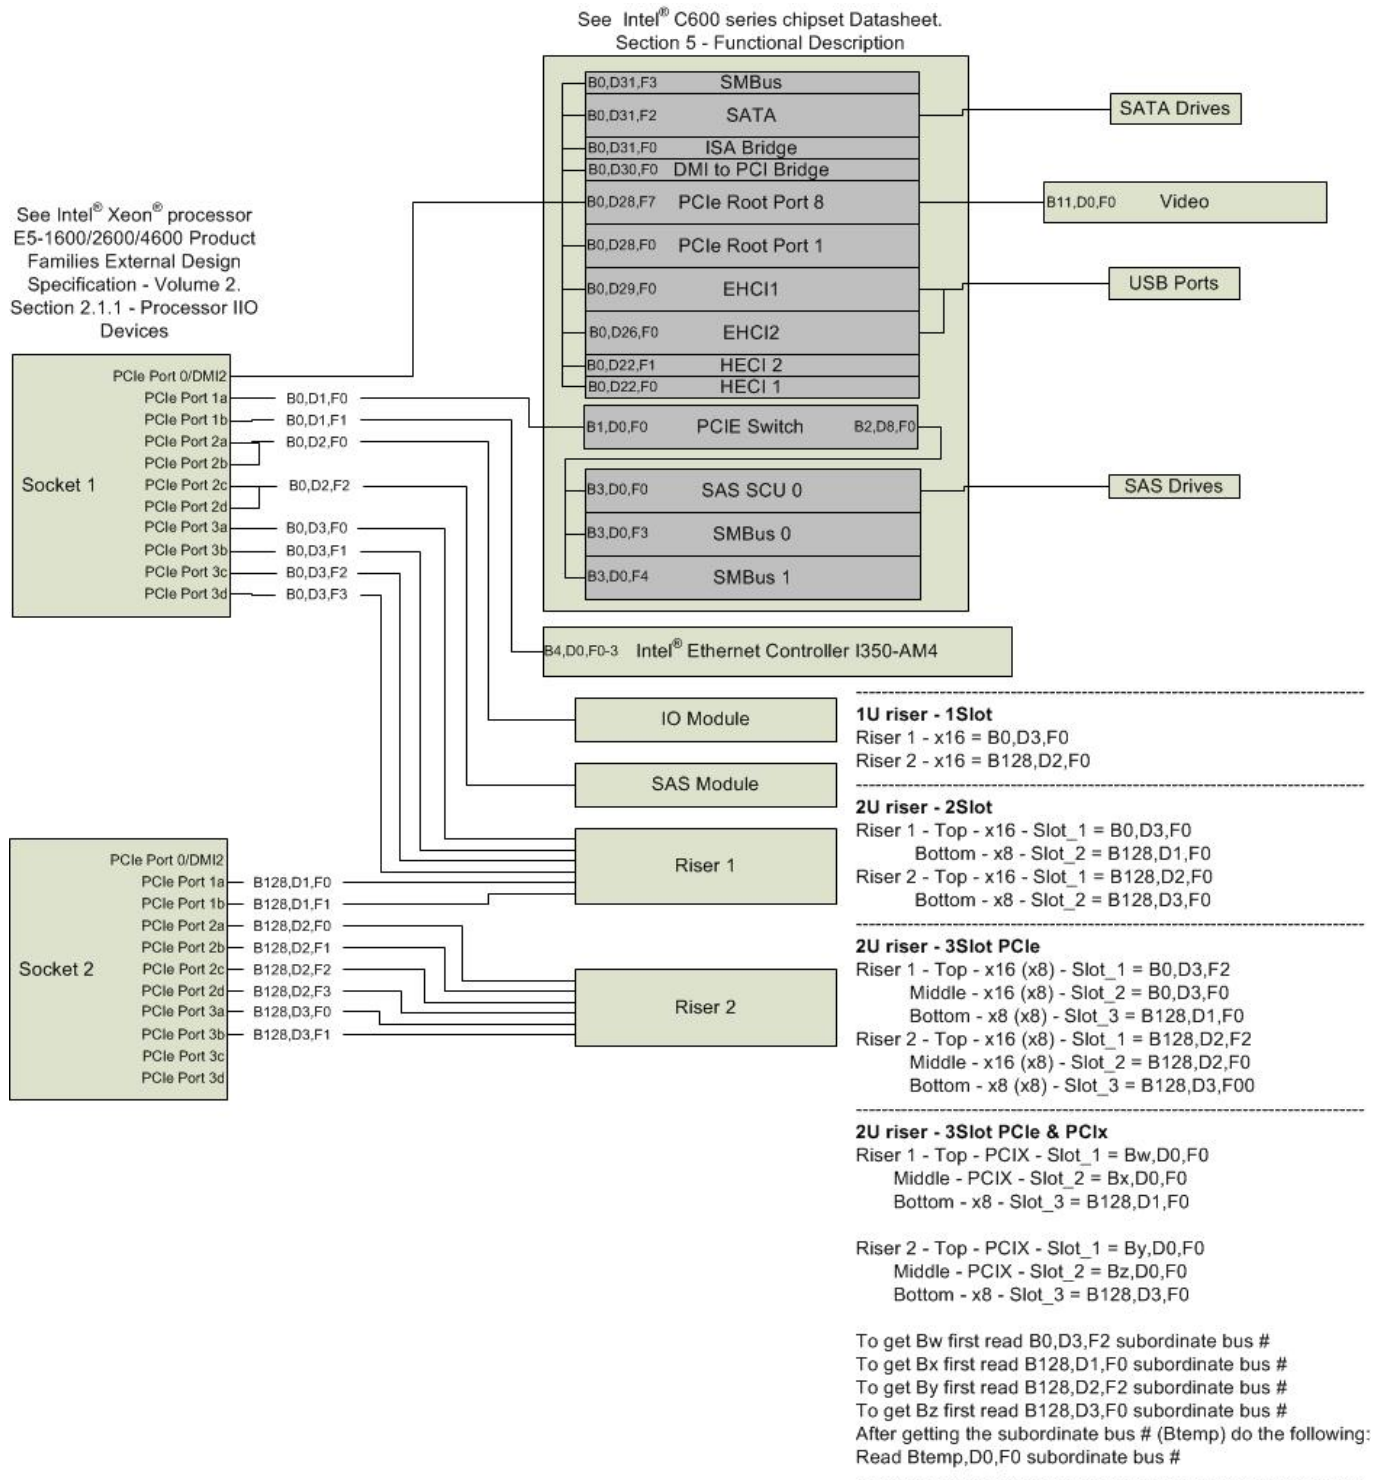 See Intel® C600 series chipset Datasheet.
Section 5 - Functional Description
B0,D31,F3 SMBus
B0,D31,F2 SATA
SATA Drives
B0,D31,F0 ISA Bridge
B0,D30,F0 DMI to PCI Bridge
B0,D28,F7 PCIe Root Port 8
B11,D0,F0 Video
B0,D28,F0 PCIe Root Port 1
B0,D29,F0 EHCI1
USB Ports
B0,D26,F0 EHCI2
B0,D22,F1 HECI 2
B0,D22,F0 HECI 1
B1,D0,F0 PCIE Switch B2,D8,F0
B3,D0,F0 SAS SCU 0
SAS Drives
B3,D0,F3 SMBus 0
B3,D0,F4 SMBus 1
B4,D0,F0-3 Intel® Ethernet Controller I350-AM4
IO Module
SAS Module
Riser 1
Riser 2
See Intel® Xeon® processor
E5-1600/2600/4600 Product
Families External Design
Specification - Volume 2.
Section 2.1.1 - Processor IIO
Devices
Socket 1
PCIe Port 0/DMI2
PCIe Port 1a B0,D1,F0
PCIe Port 1b B0,D1,F1
PCIe Port 2a B0,D2,F0
PCIe Port 2b
PCIe Port 2c B0,D2,F2
PCIe Port 2d
PCIe Port 3a B0,D3,F0
PCIe Port 3b B0,D3,F1
PCIe Port 3c B0,D3,F2
PCIe Port 3d B0,D3,F3
Socket 2
PCIe Port 0/DMI2
PCIe Port 1a B128,D1,F0
PCIe Port 1b B128,D1,F1
PCIe Port 2a B128,D2,F0
PCIe Port 2b B128,D2,F1
PCIe Port 2c B128,D2,F2
PCIe Port 2d B128,D2,F3
PCIe Port 3a B128,D3,F0
PCIe Port 3b B128,D3,F1
PCIe Port 3c
PCIe Port 3d
1U riser - 1Slot
Riser 1 - x16 = B0,D3,F0
Riser 2 - x16 = B128,D2,F0
2U riser - 2Slot
Riser 1 - Top - x16 - Slot_1 = B0,D3,F0
Bottom - x8 - Slot_2 = B128,D1,F0
Riser 2 - Top - x16 - Slot_1 = B128,D2,F0
Bottom - x8 - Slot_2 = B128,D3,F0
2U riser - 3Slot PCIe
Riser 1 - Top - x16 (x8) - Slot_1 = B0,D3,F2
Middle - x16 (x8) - Slot_2 = B0,D3,F0
Bottom - x8 (x8) - Slot_3 = B128,D1,F0
Riser 2 - Top - x16 (x8) - Slot_1 = B128,D2,F2
Middle - x16 (x8) - Slot_2 = B128,D2,F0
Bottom - x8 (x8) - Slot_3 = B128,D3,F00
2U riser - 3Slot PCIe & PCIx
Riser 1 - Top - PCIX - Slot_1 = Bw,D0,F0
Middle - PCIX - Slot_2 = Bx,D0,F0
Bottom - x8 - Slot_3 = B128,D1,F0
Riser 2 - Top - PCIX - Slot_1 = By,D0,F0
Middle - PCIX - Slot_2 = Bz,D0,F0
Bottom - x8 - Slot_3 = B128,D3,F0
To get Bw first read B0,D3,F2 subordinate bus #
To get Bx first read B128,D1,F0 subordinate bus #
To get By first read B128,D2,F2 subordinate bus #
To get Bz first read B128,D3,F0 subordinate bus #
After getting the subordinate bus # (Btemp) do the following:
Read Btemp,D0,F0 subordinate bus #